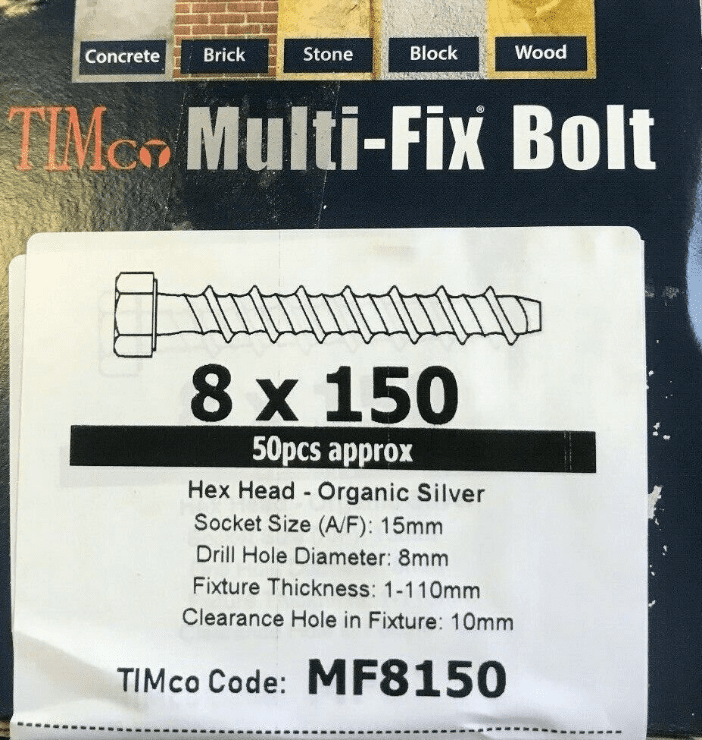 Concrete Brick Stone Block Wood
TIMco Multi-Fix® Bolt
8 x 150
50pcs approx
Hex Head - Organic Silver
Socket Size (A/F): 15mm
Drill Hole Diameter: 8mm
Fixture Thickness: 1-110mm
Clearance Hole in Fixture: 10mm
TIMco Code: MF8150